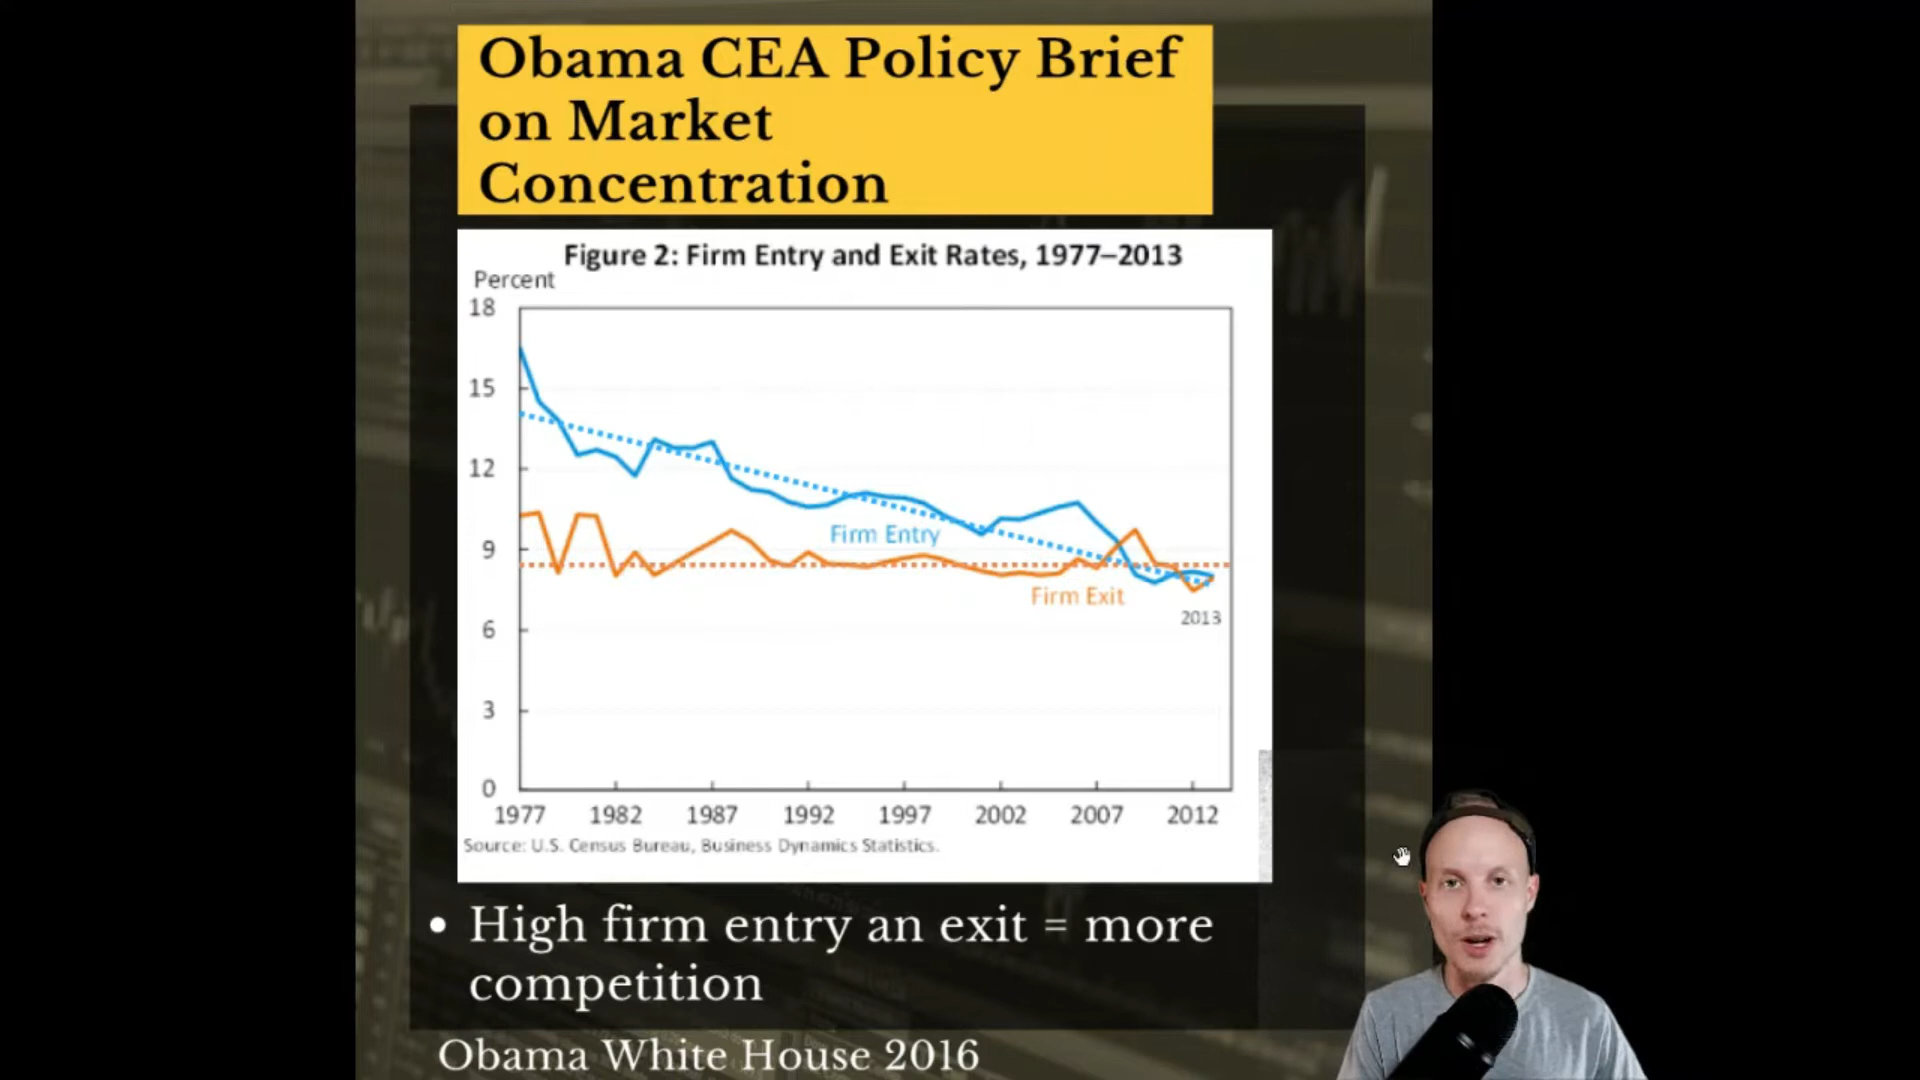 Obama CEA Policy Brief
on Market
Concentration
Figure 2: Firm Entry and Exit Rates, 1977–2013
Percent
18
15
12
9
6
3
0
Firm Entry
Firm Exit
2013
1977 1982 1987 1992 1997 2002 2007 2012
Source: U.S. Census Bureau, Business Dynamics Statistics.
• High firm entry an exit = more
competition
Obama White House 2016